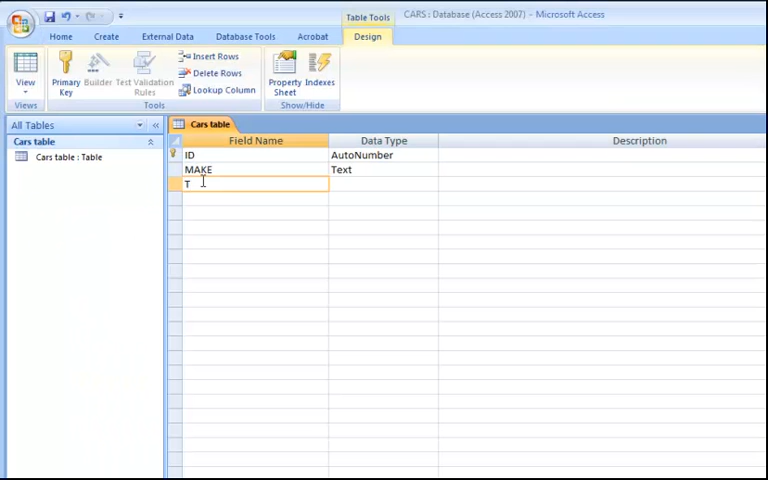 CARS : Database (Access 2007) - Microsoft Access
Table Tools
Home Create External Data Database Tools Acrobat Design
View
Primary Key
Builder
Test Validation Rules
Insert Rows
Delete Rows
Lookup Column
Property Sheet
Indexes
Views Tools Show/Hide
All Tables «
Cars table
Cars table : Table
Cars table
Field Name Data Type Description
ID AutoNumber
MAKE Text
T